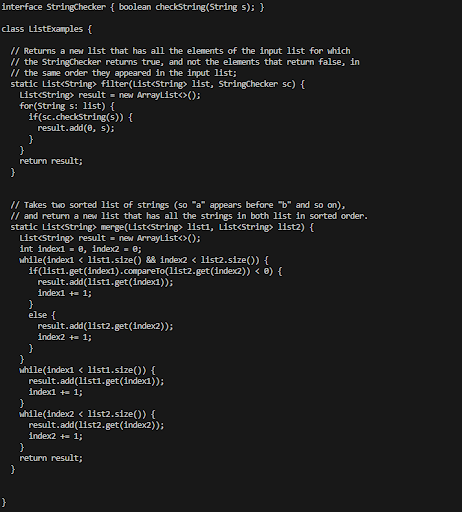 interface StringChecker { boolean checkString(String s); }

class ListExamples {

  // Returns a new list that has all the elements of the input list for which
  // the StringChecker returns true, and not the elements that return false, in
  // the same order they appeared in the input list;
  static List<String> filter(List<String> list, StringChecker sc) {
    List<String> result = new ArrayList<>();
    for(String s: list) {
      if(sc.checkString(s)) {
        result.add(0, s);
      }
    }
    return result;
  }


  // Takes two sorted list of strings (so "a" appears before "b" and so on),
  // and return a new list that has all the strings in both list in sorted order.
  static List<String> merge(List<String> list1, List<String> list2) {
    List<String> result = new ArrayList<>();
    int index1 = 0, index2 = 0;
    while(index1 < list1.size() && index2 < list2.size()) {
      if(list1.get(index1).compareTo(list2.get(index2)) < 0) {
        result.add(list1.get(index1));
        index1 += 1;
      }
      else {
        result.add(list2.get(index2));
        index2 += 1;
      }
    }
    while(index1 < list1.size()) {
      result.add(list1.get(index1));
      index1 += 1;
    }
    while(index2 < list2.size()) {
      result.add(list2.get(index2));
      index2 += 1;
    }
    return result;
  }


}